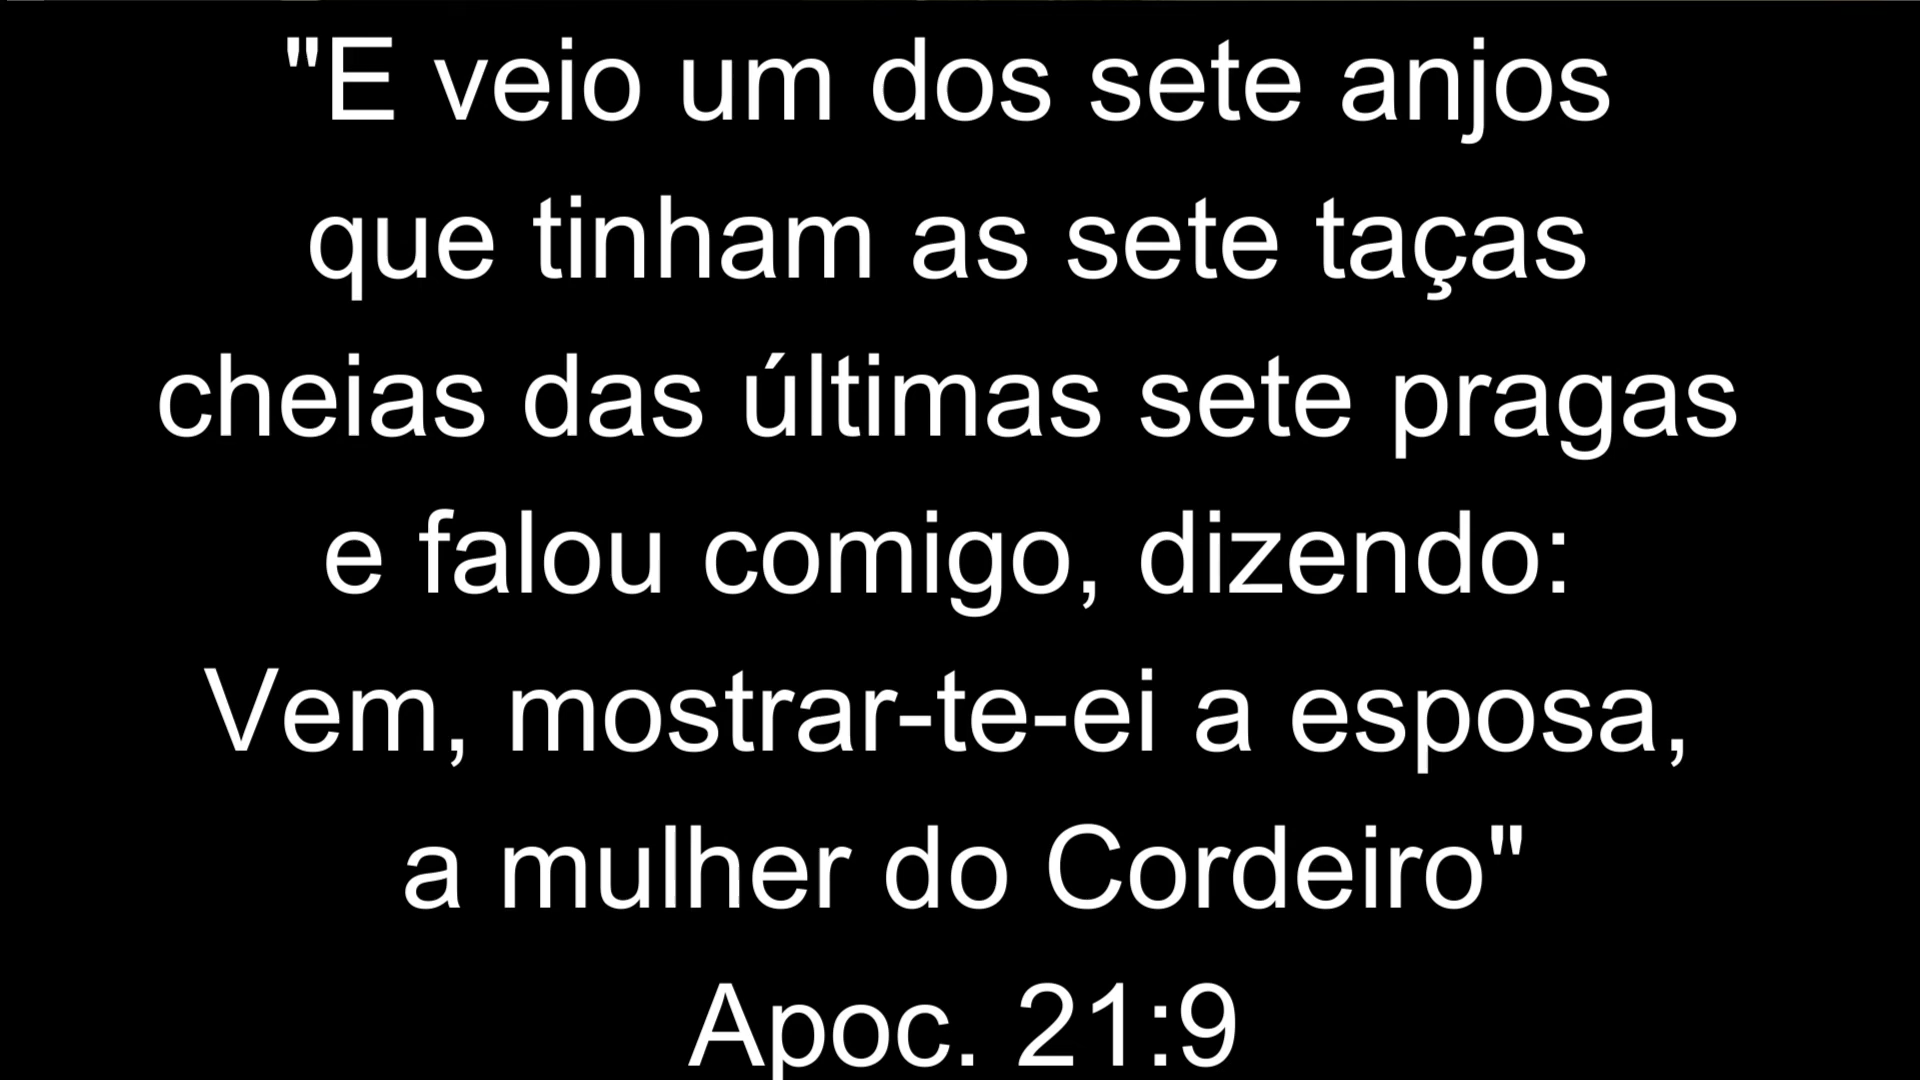 "E veio um dos sete anjos
que tinham as sete taças
cheias das últimas sete pragas
e falou comigo, dizendo:
Vem, mostrar-te-ei a esposa,
a mulher do Cordeiro"
Apoc. 21:9